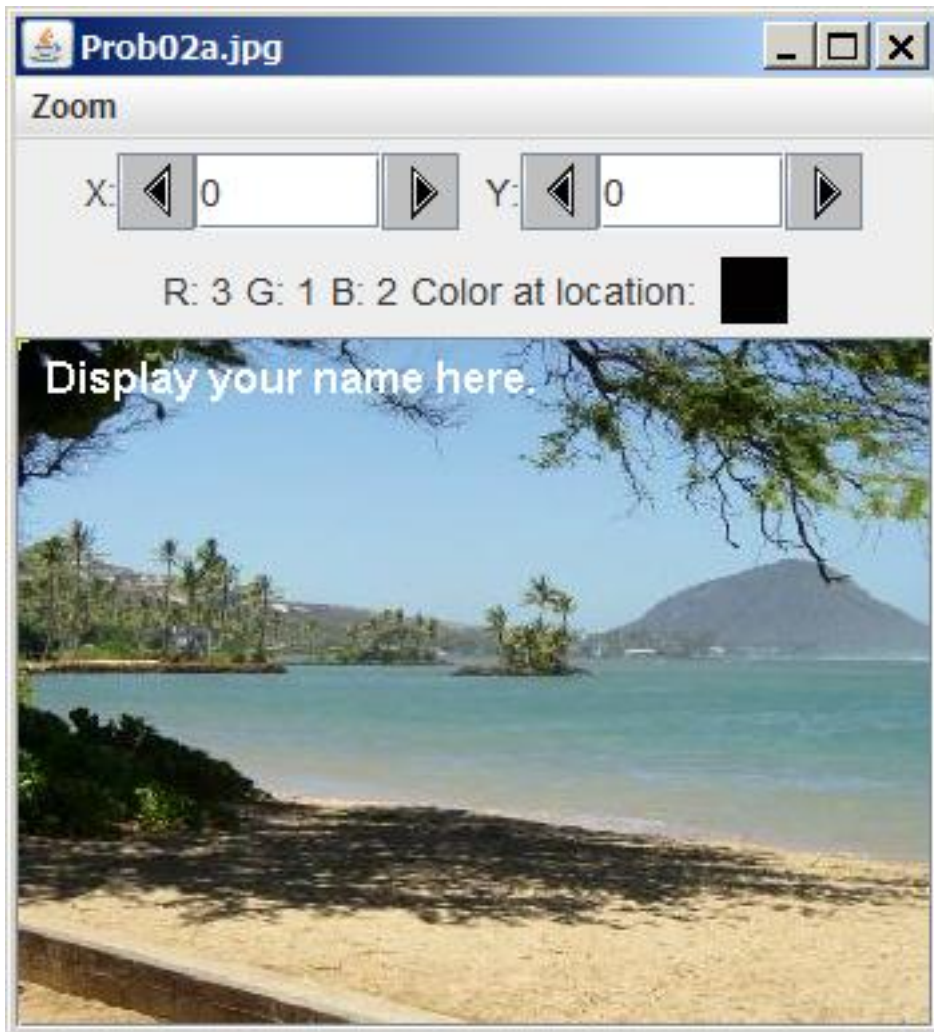 Prob02a.jpg
Zoom
X: 0 Y: 0
R: 3 G: 1 B: 2 Color at location:
Display your name here.